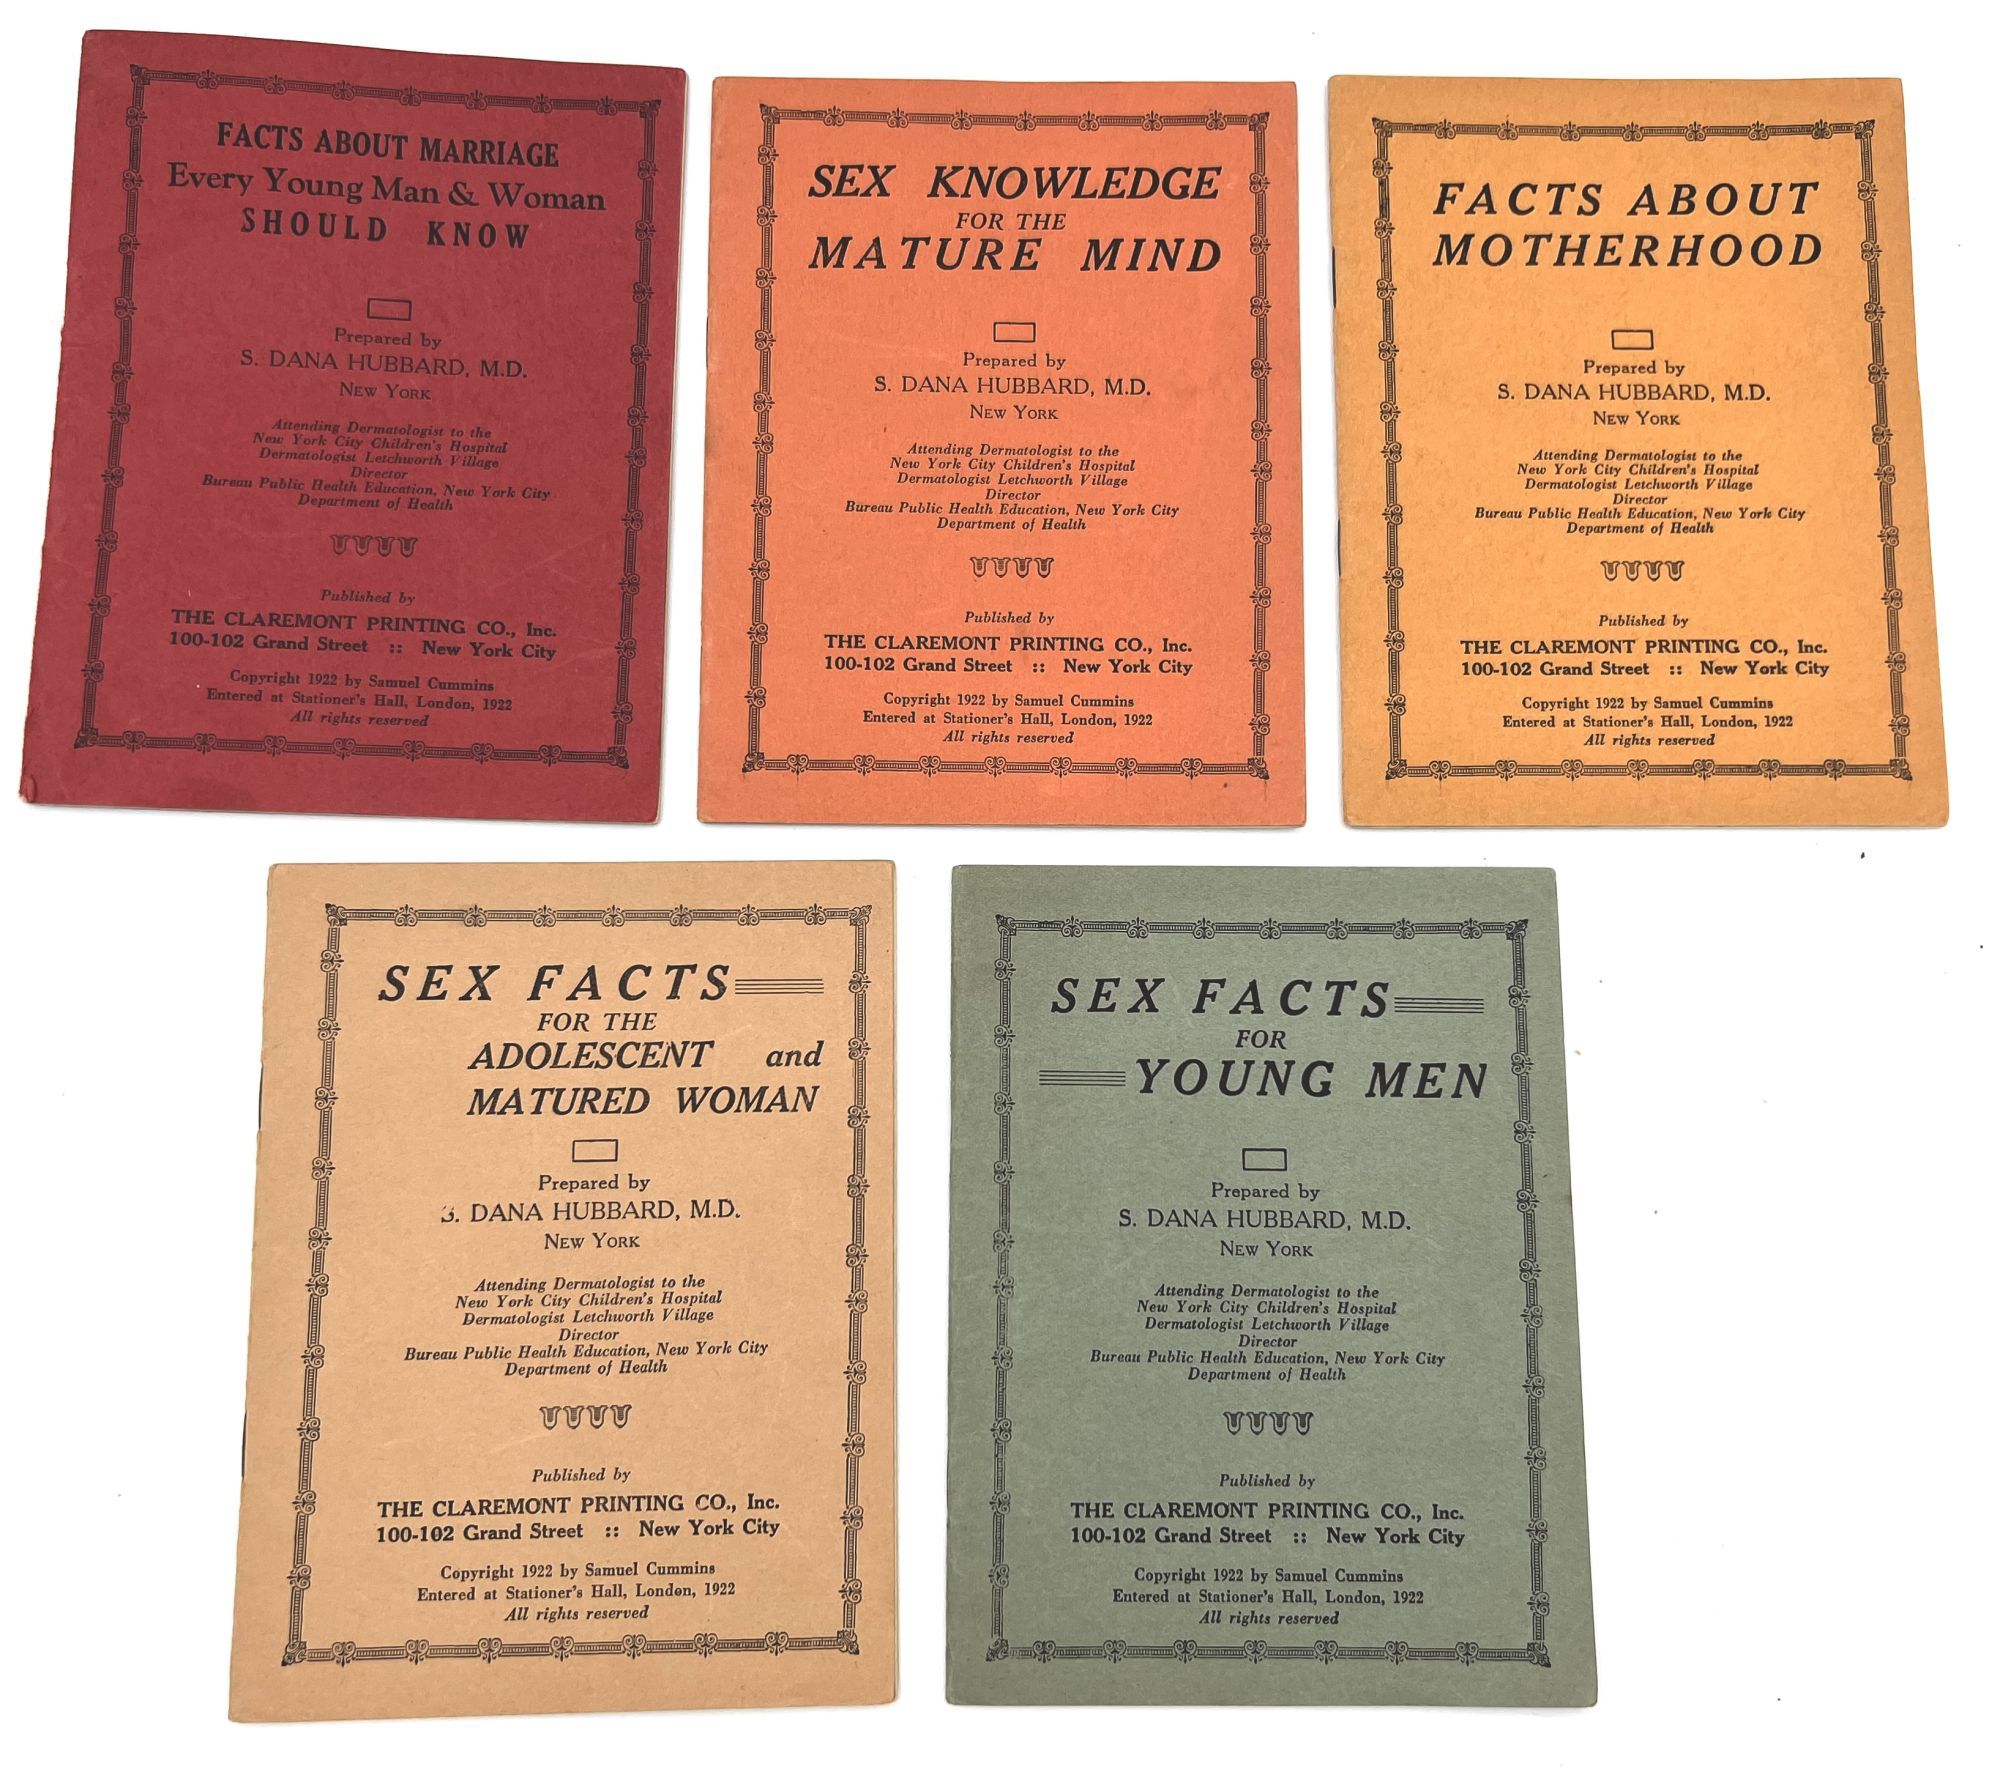 FACTS ABOUT MARRIAGE
Every Young Man & Woman
SHOULD KNOW
Prepared by
S. DANA HUBBARD, M.D.
NEW YORK
Attending Dermatologist to the
New York City Children's Hospital
Dermatologist Letchworth Village
Director
Bureau Public Health Education, New York City
Department of Health
Published by
THE CLAREMONT PRINTING CO., Inc.
100-102 Grand Street :: New York City
Copyright 1922 by Samuel Cummins
Entered at Stationer's Hall, London, 1922
All rights reserved
SEX KNOWLEDGE
FOR THE
MATURE MIND
Prepared by
S. DANA HUBBARD, M.D.
NEW YORK
Attending Dermatologist to the
New York City Children's Hospital
Dermatologist Letchworth Village
Director
Bureau Public Health Education, New York City
Department of Health
Published by
THE CLAREMONT PRINTING CO., Inc.
100-102 Grand Street :: New York City
Copyright 1922 by Samuel Cummins
Entered at Stationer's Hall, London, 1922
All rights reserved
FACTS ABOUT
MOTHERHOOD
Prepared by
S. DANA HUBBARD, M.D.
NEW YORK
Attending Dermatologist to the
New York City Children's Hospital
Dermatologist Letchworth Village
Director
Bureau Public Health Education, New York City
Department of Health
Published by
THE CLAREMONT PRINTING CO., Inc.
100-102 Grand Street :: New York City
Copyright 1922 by Samuel Cummins
Entered at Stationer's Hall, London, 1922
All rights reserved
SEX FACTS
FOR THE
ADOLESCENT and
MATURED WOMAN
Prepared by
S. DANA HUBBARD, M.D.
NEW YORK
Attending Dermatologist to the
New York City Children's Hospital
Dermatologist Letchworth Village
Director
Bureau Public Health Education, New York City
Department of Health
Published by
THE CLAREMONT PRINTING CO., Inc.
100-102 Grand Street :: New York City
Copyright 1922 by Samuel Cummins
Entered at Stationer's Hall, London, 1922
All rights reserved
SEX FACTS
FOR
YOUNG MEN
Prepared by
S. DANA HUBBARD, M.D.
NEW YORK
Attending Dermatologist to the
New York City Children's Hospital
Dermatologist Letchworth Village
Director
Bureau Public Health Education, New York City
Department of Health
Published by
THE CLAREMONT PRINTING CO., Inc.
100-102 Grand Street :: New York City
Copyright 1922 by Samuel Cummins
Entered at Stationer's Hall, London, 1922
All rights reserved